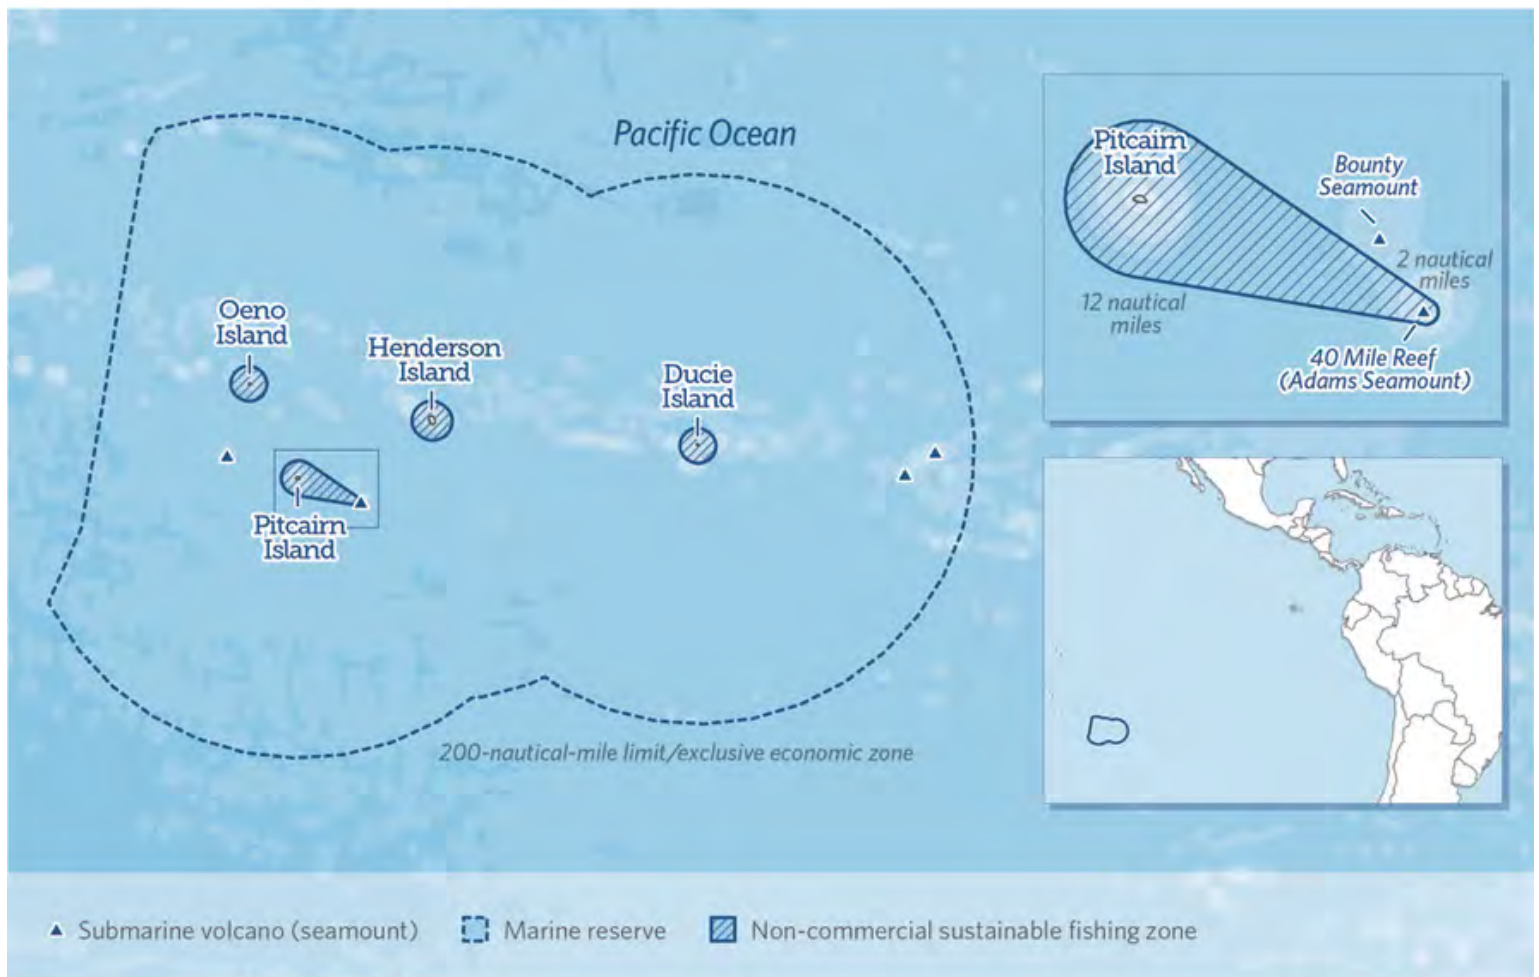 Pacific Ocean
Oeno
Island
Henderson
Island
Ducie
Island
Pitcairn
Island
200-nautical-mile limit/exclusive economic zone
Pitcairn
Island
Bounty
Seamount
2 nautical
miles
12 nautical
miles
40 Mile Reef
(Adams Seamount)
Submarine volcano (seamount)
Marine reserve
Non-commercial sustainable fishing zone